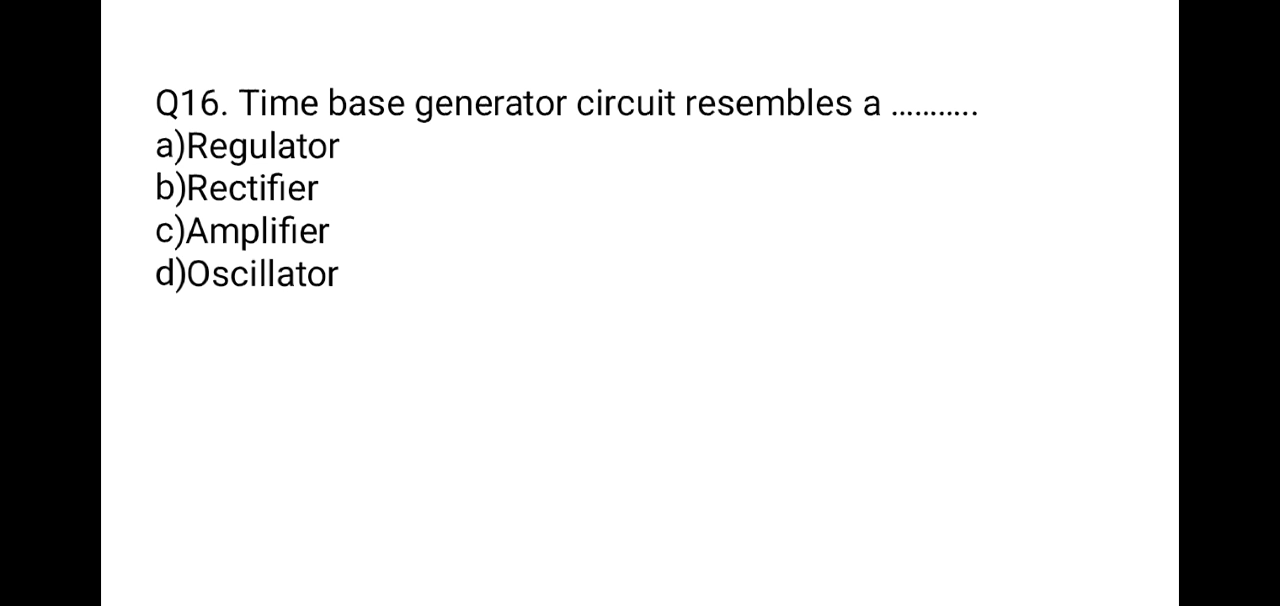 Q16. Time base generator circuit resembles a ...........
a)Regulator
b)Rectifier
c)Amplifier
d)Oscillator